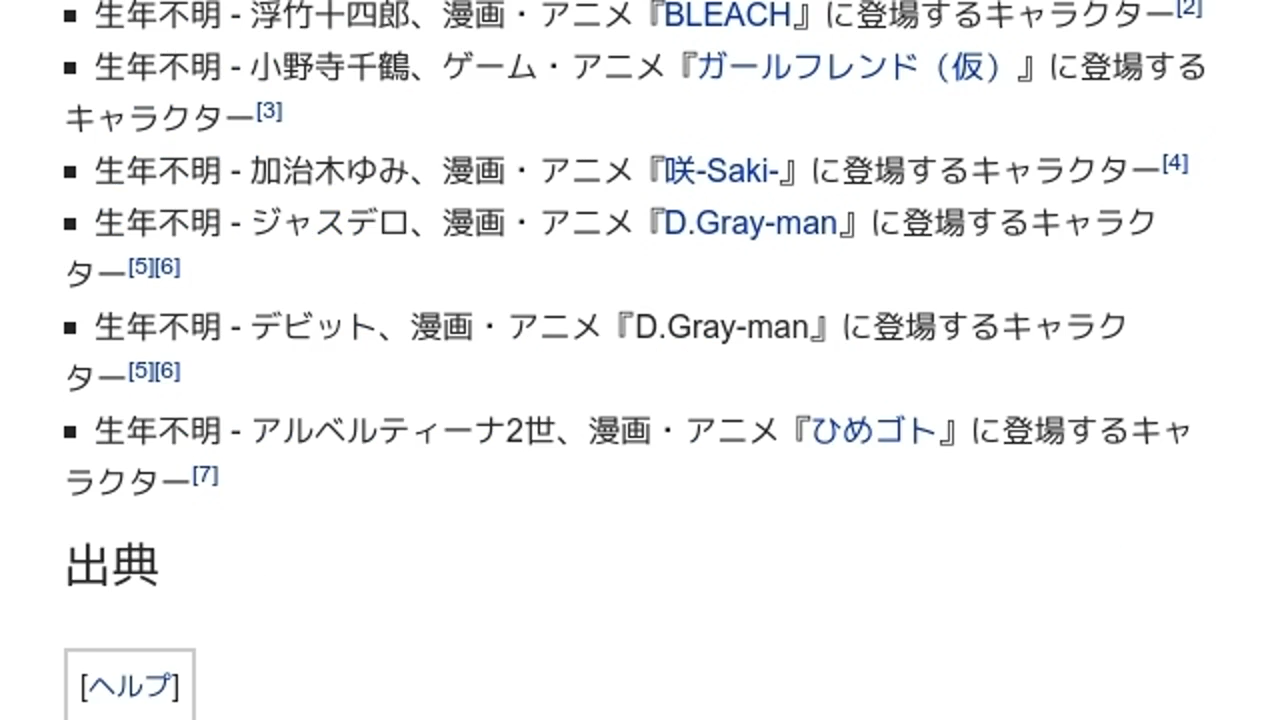 ▪ 生年不明 - 浮竹十四郎、漫画・アニメ『BLEACH』に登場するキャラクター[2]
▪ 生年不明 - 小野寺千鶴、ゲーム・アニメ『ガールフレンド（仮）』に登場する
キャラクター[3]
▪ 生年不明 - 加治木ゆみ、漫画・アニメ『咲-Saki-』に登場するキャラクター[4]
▪ 生年不明 - ジャスデロ、漫画・アニメ『D.Gray-man』に登場するキャラク
ター[5][6]
▪ 生年不明 - デビット、漫画・アニメ『D.Gray-man』に登場するキャラク
ター[5][6]
▪ 生年不明 - アルベルティーナ2世、漫画・アニメ『ひめゴト』に登場するキャ
ラクター[7]
出典
[ヘルプ]